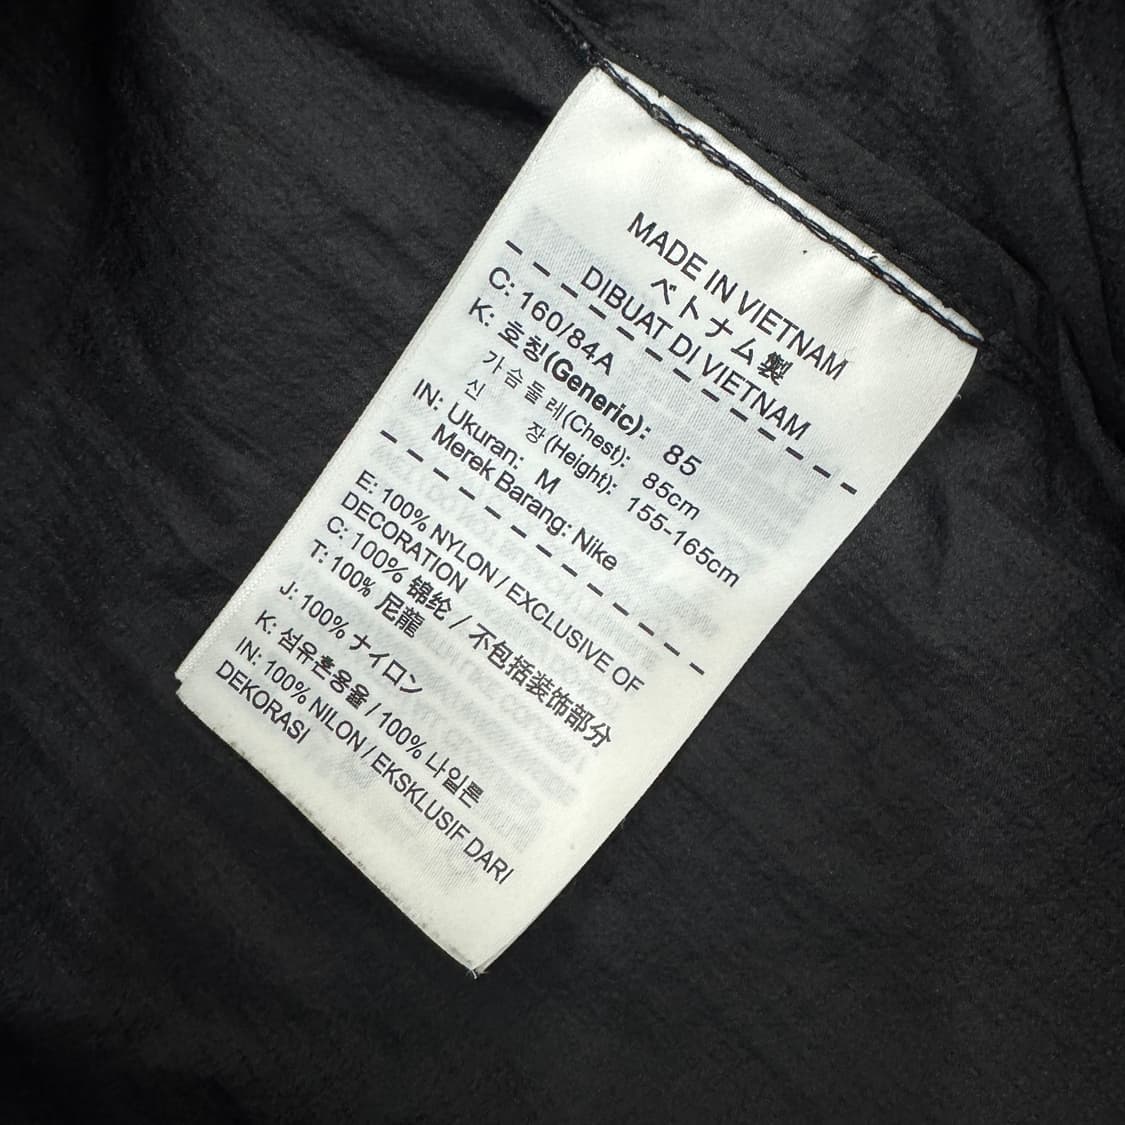 MADE IN VIETNAM
ベトナム製
DIBUAT DI VIETNAM
C: 160/84A
K: 호칭(Generic): 85
가슴둘레(Chest): 85cm
신 장(Height): 155-165cm
IN: Ukuran: M
Merek Barang: Nike
E: 100% NYLON / EXCLUSIVE OF
DECORATION
C: 100% 锦纶 / 不包括装饰部分
T: 100% 尼龍
J: 100% ナイロン
K: 섬유혼용율 / 100% 나일론
IN: 100% NILON / EKSKLUSIF DARI
DEKORASI